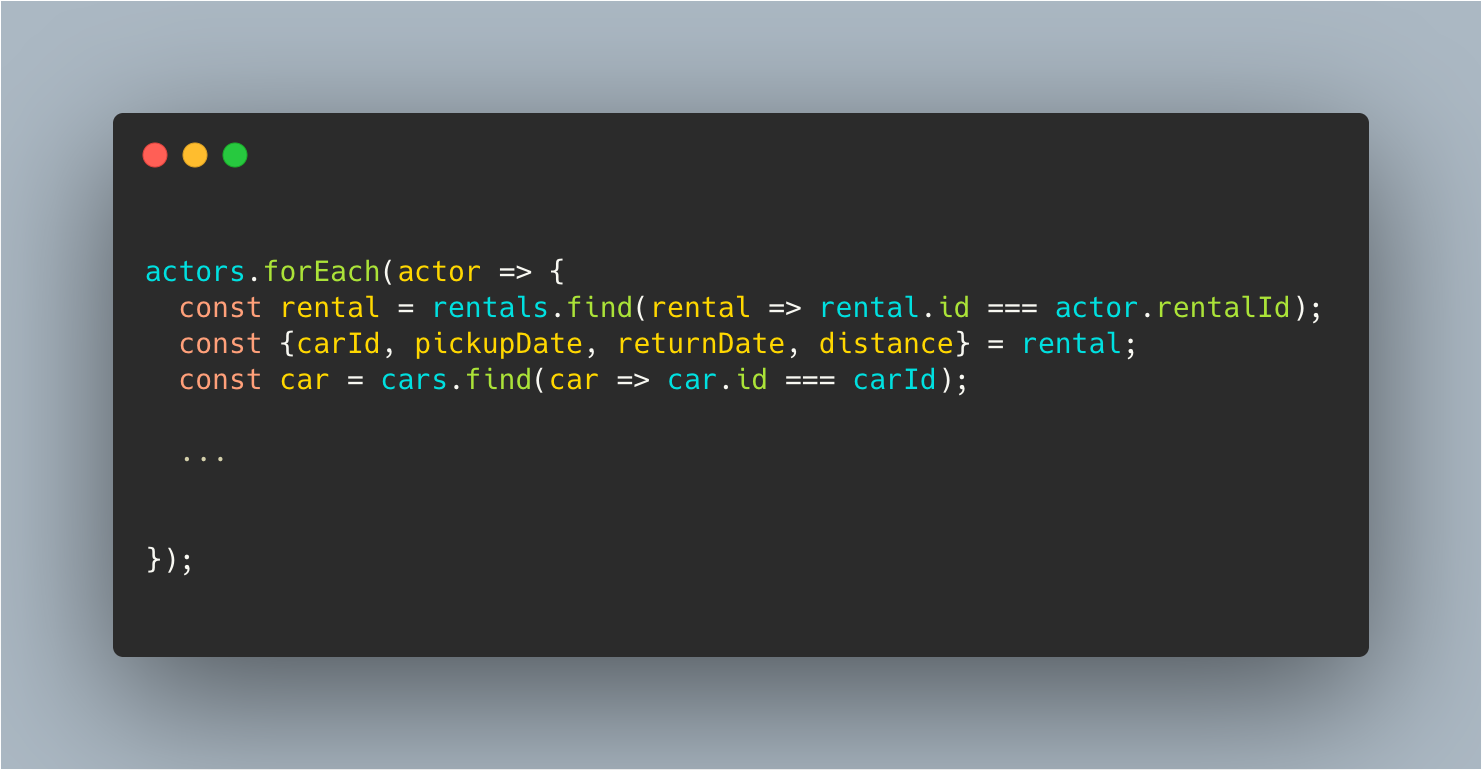 actors.forEach(actor => {
  const rental = rentals.find(rental => rental.id === actor.rentalId);
  const {carId, pickupDate, returnDate, distance} = rental;
  const car = cars.find(car => car.id === carId);
  ...
});